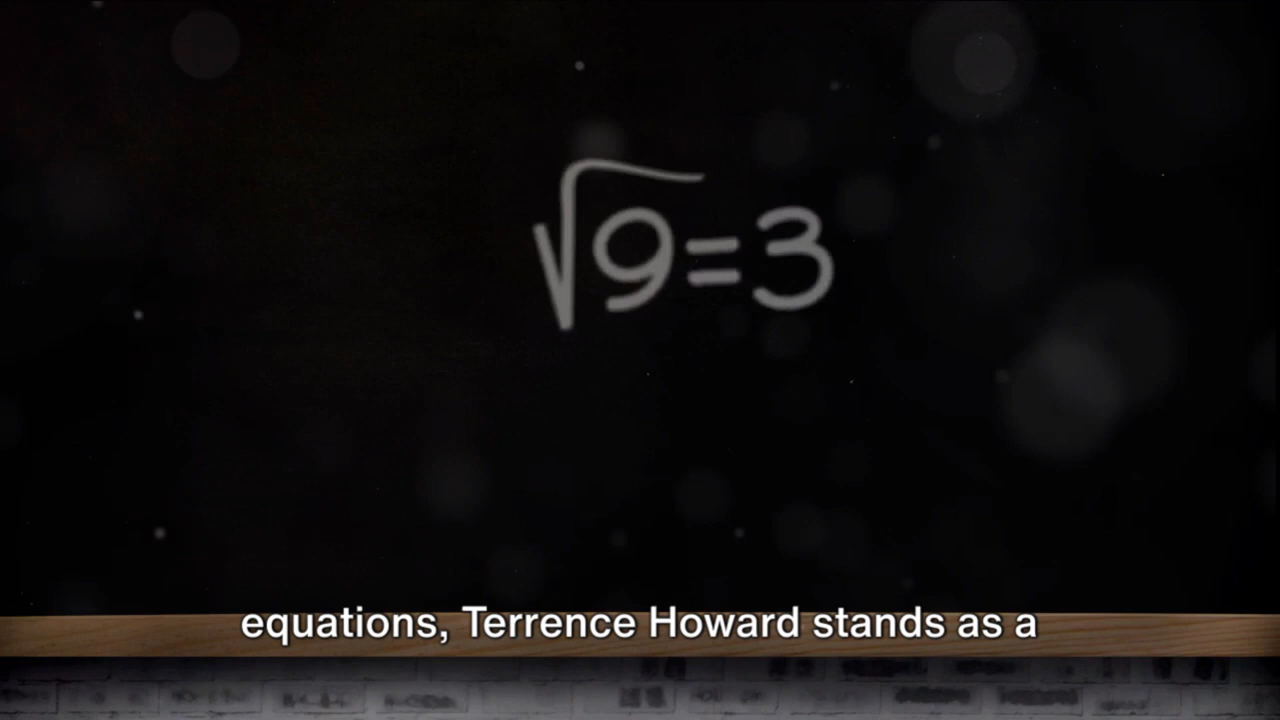 √9=3
equations, Terrence Howard stands as a